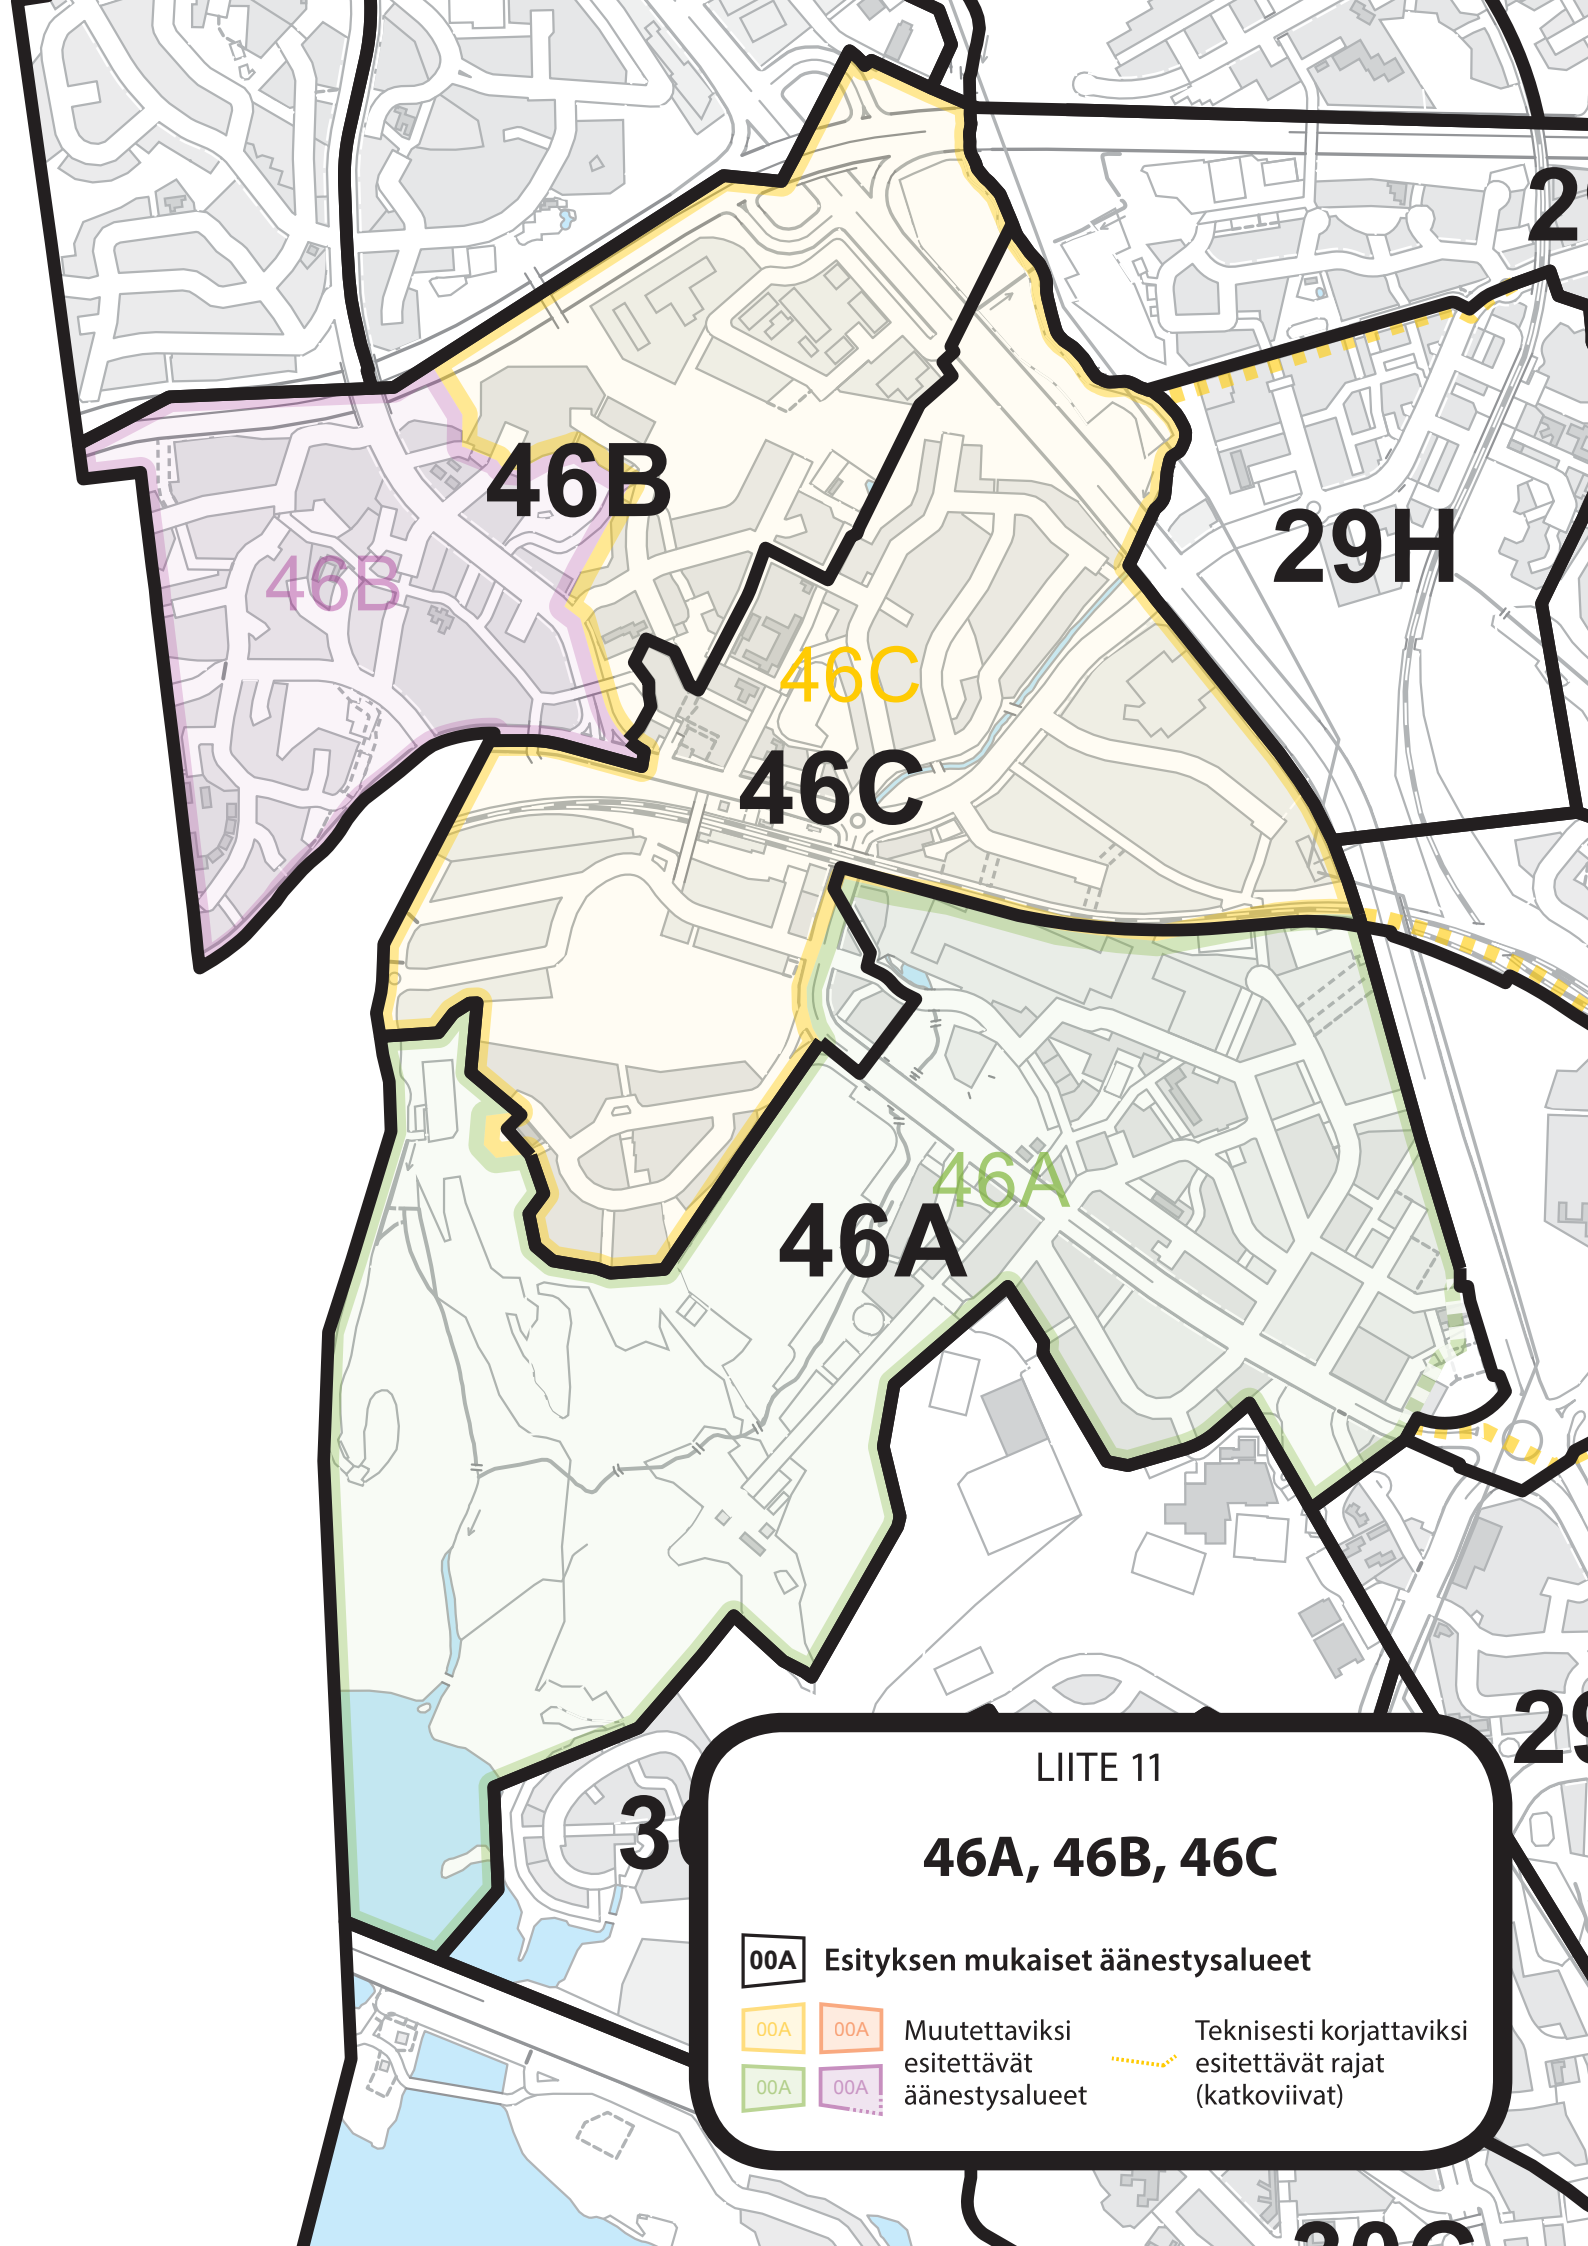 46B
46B
29H
46C
46C
46A
46A
LIITE 11
46A, 46B, 46C
00A Esityksen mukaiset äänestysalueet
00A 00A Muutettaviksi
esitettävät
00A 00A äänestysalueet
Teknisesti korjattaviksi
esitettävät rajat
(katkoviivat)